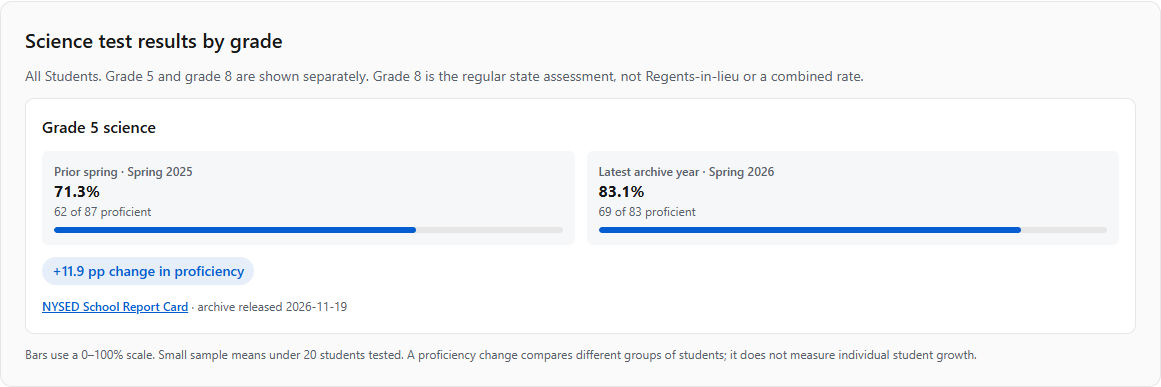 Science test results by grade
All Students. Grade 5 and grade 8 are shown separately. Grade 8 is the regular state assessment, not Regents-in-lieu or a combined rate.
Grade 5 science
Prior spring · Spring 2025
71.3%
62 of 87 proficient
Latest archive year · Spring 2026
83.1%
69 of 83 proficient
+11.9 pp change in proficiency
NYSED School Report Card · archive released 2026-11-19
Bars use a 0–100% scale. Small sample means under 20 students tested. A proficiency change compares different groups of students; it does not measure individual student growth.